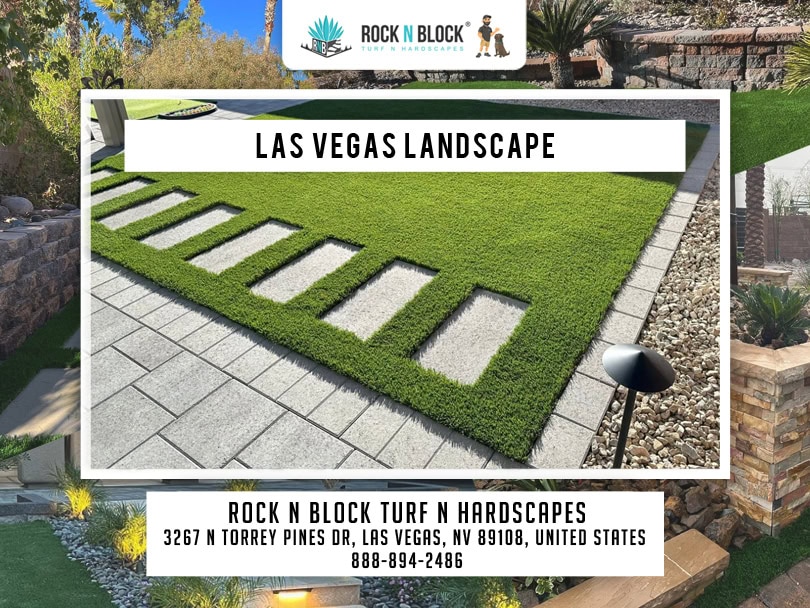 ROCK N BLOCK®
TURF N HARDSCAPES
RNB
LAS VEGAS LANDSCAPE
ROCK N BLOCK TURF N HARDSCAPES
3267 N TORREY PINES DR, LAS VEGAS, NV 89108, UNITED STATES
888-894-2486